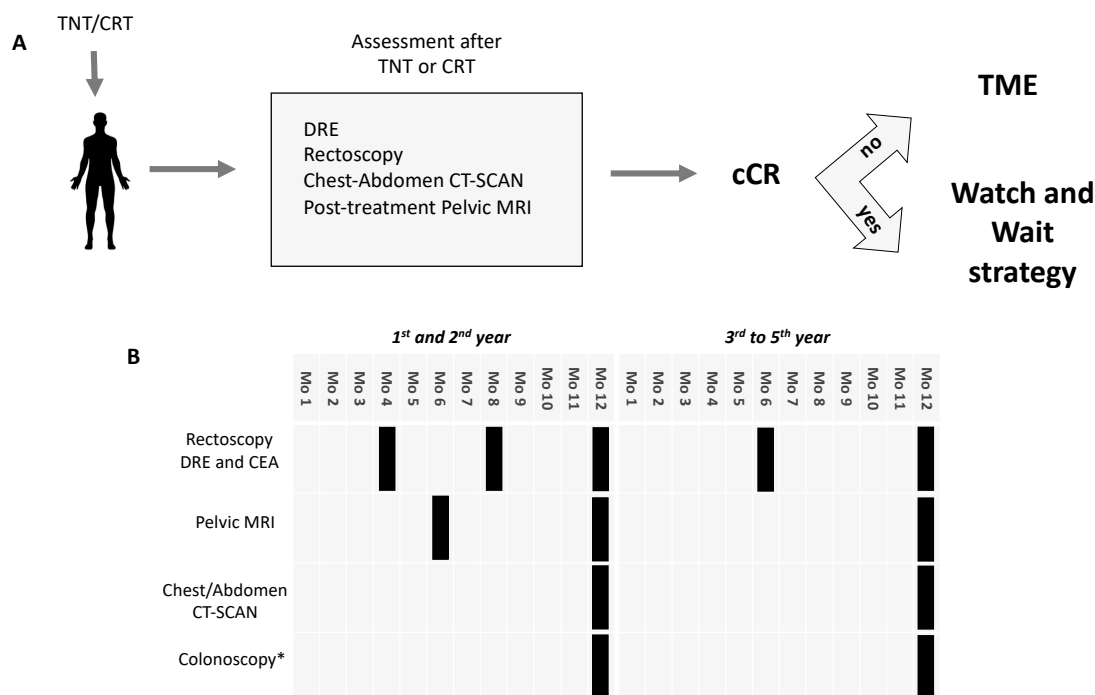 A
TNT/CRT
Assessment after
TNT or CRT
DRE
Rectoscopy
Chest-Abdomen CT-SCAN
Post-treatment Pelvic MRI
cCR
no
yes
TME
Watch and
Wait
strategy
B
1st and 2nd year
3rd to 5th year
Mo 1
Mo 2
Mo 3
Mo 4
Mo 5
Mo 6
Mo 7
Mo 8
Mo 9
Mo 10
Mo 11
Mo 12
Mo 1
Mo 2
Mo 3
Mo 4
Mo 5
Mo 6
Mo 7
Mo 8
Mo 9
Mo 10
Mo 11
Mo 12
Rectoscopy
DRE and CEA
Pelvic MRI
Chest/Abdomen
CT-SCAN
Colonoscopy*